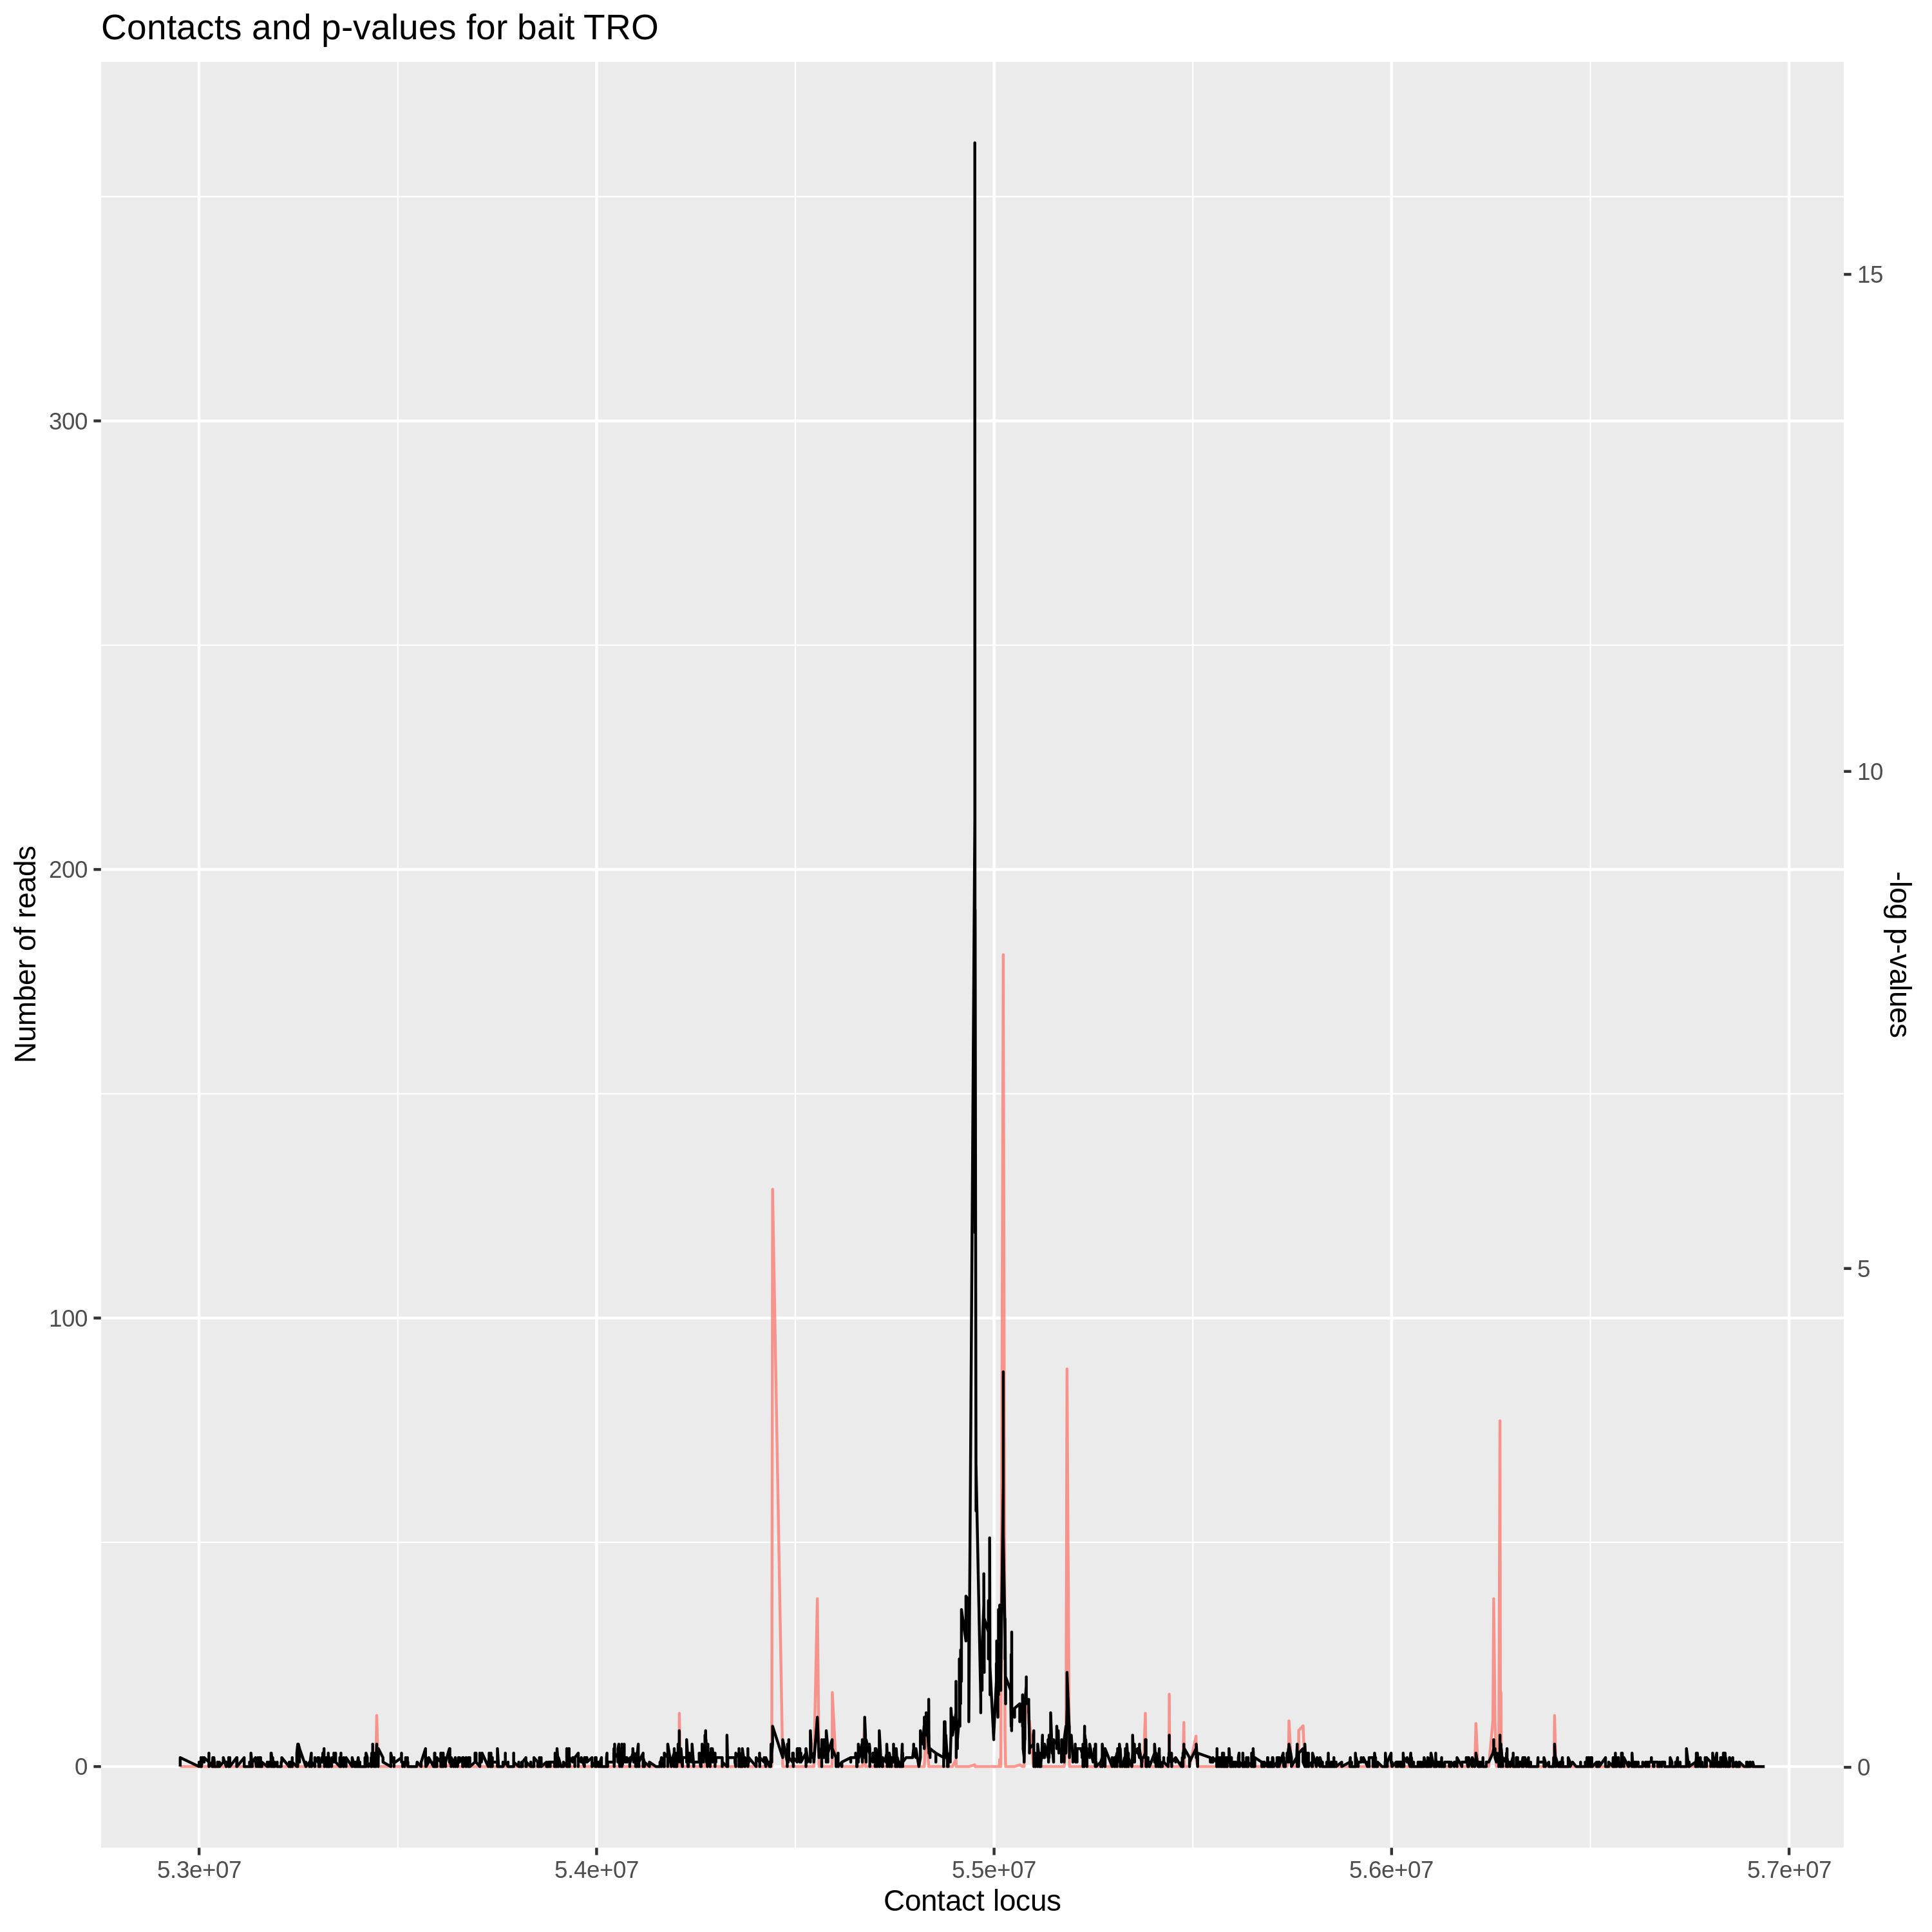 Contacts and p-values for bait TRO
300
200
100
0
Number of reads
15
10
5
0
-log p-values
5.3e+07 5.4e+07 5.5e+07 5.6e+07 5.7e+07
Contact locus